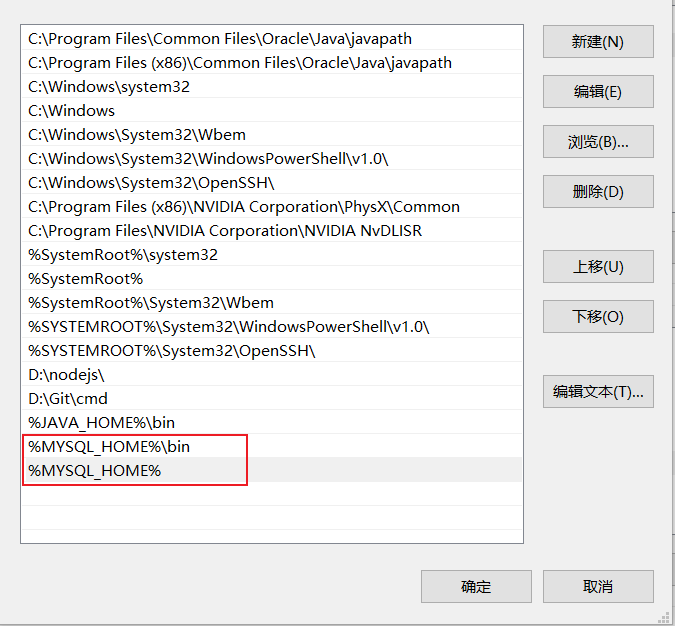 C:\Program Files\Common Files\Oracle\Java\javapath
C:\Program Files (x86)\Common Files\Oracle\Java\javapath
C:\Windows\system32
C:\Windows
C:\Windows\System32\Wbem
C:\Windows\System32\WindowsPowerShell\v1.0\
C:\Windows\System32\OpenSSH\
C:\Program Files (x86)\NVIDIA Corporation\PhysX\Common
C:\Program Files\NVIDIA Corporation\NVIDIA NvDLISR
%SystemRoot%\system32
%SystemRoot%
%SystemRoot%\System32\Wbem
%SYSTEMROOT%\System32\WindowsPowerShell\v1.0\
%SYSTEMROOT%\System32\OpenSSH\
D:\nodejs\
D:\Git\cmd
%JAVA_HOME%\bin
%MYSQL_HOME%\bin
%MYSQL_HOME%
新建(N)
编辑(E)
浏览(B)...
删除(D)
上移(U)
下移(O)
编辑文本(T)...
确定
取消